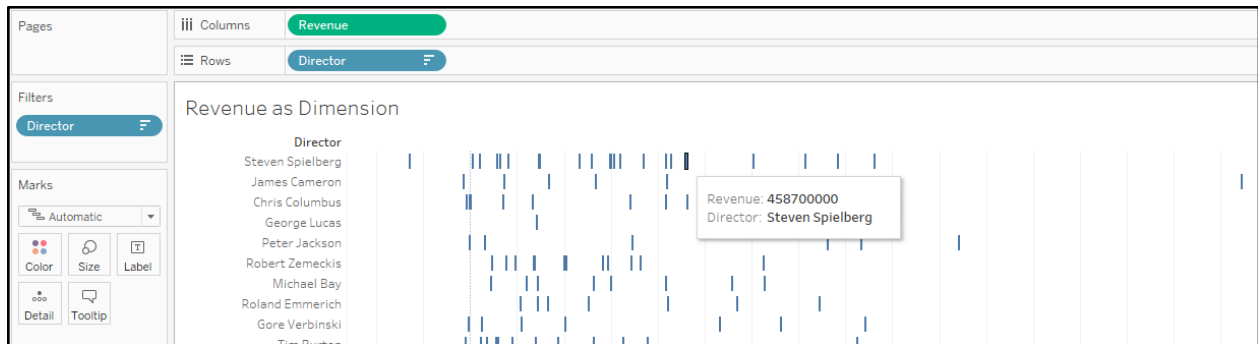 Pages
Columns
Revenue
Rows
Director
Filters
Director
Revenue as Dimension
Director
Steven Spielberg
James Cameron
Chris Columbus
George Lucas
Peter Jackson
Robert Zemeckis
Michael Bay
Roland Emmerich
Gore Verbinski
Tim Burton
Revenue: 458700000
Director: Steven Spielberg
Marks
Automatic
Color Size Label
Detail Tooltip